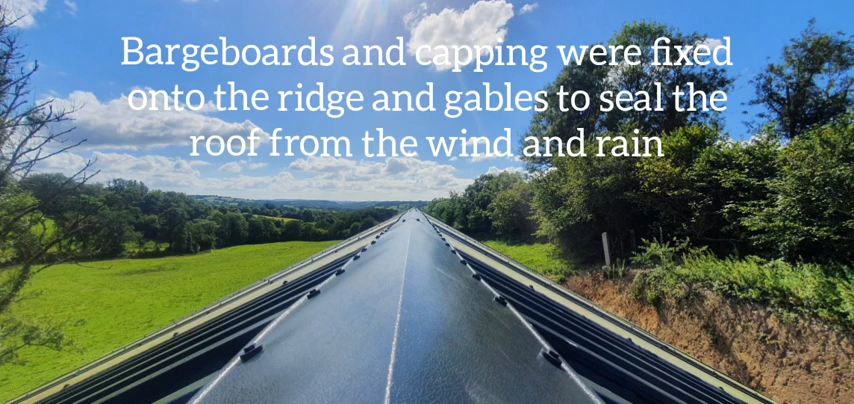 Bargeboards and capping were fixed
onto the ridge and gables to seal the
roof from the wind and rain